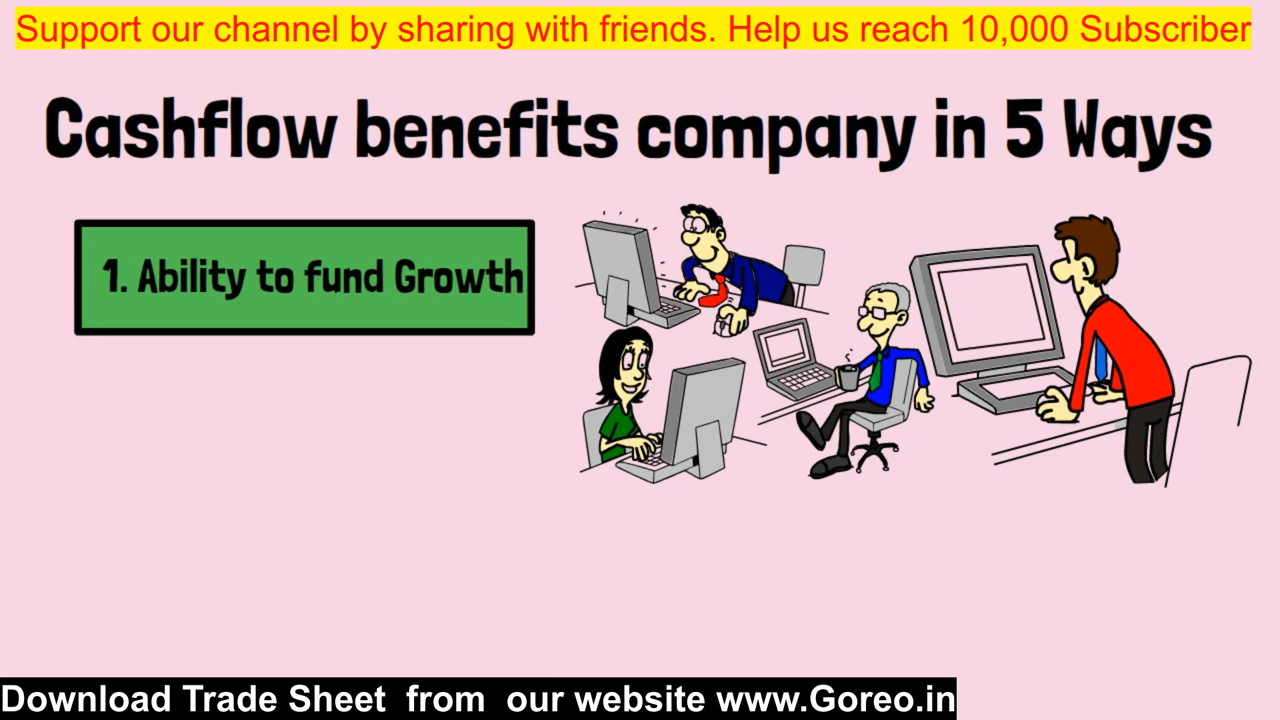 Support our channel by sharing with friends. Help us reach 10,000 Subscriber
Cashflow benefits company in 5 Ways
1. Ability to fund Growth
Download Trade Sheet from our website www.Goreo.in